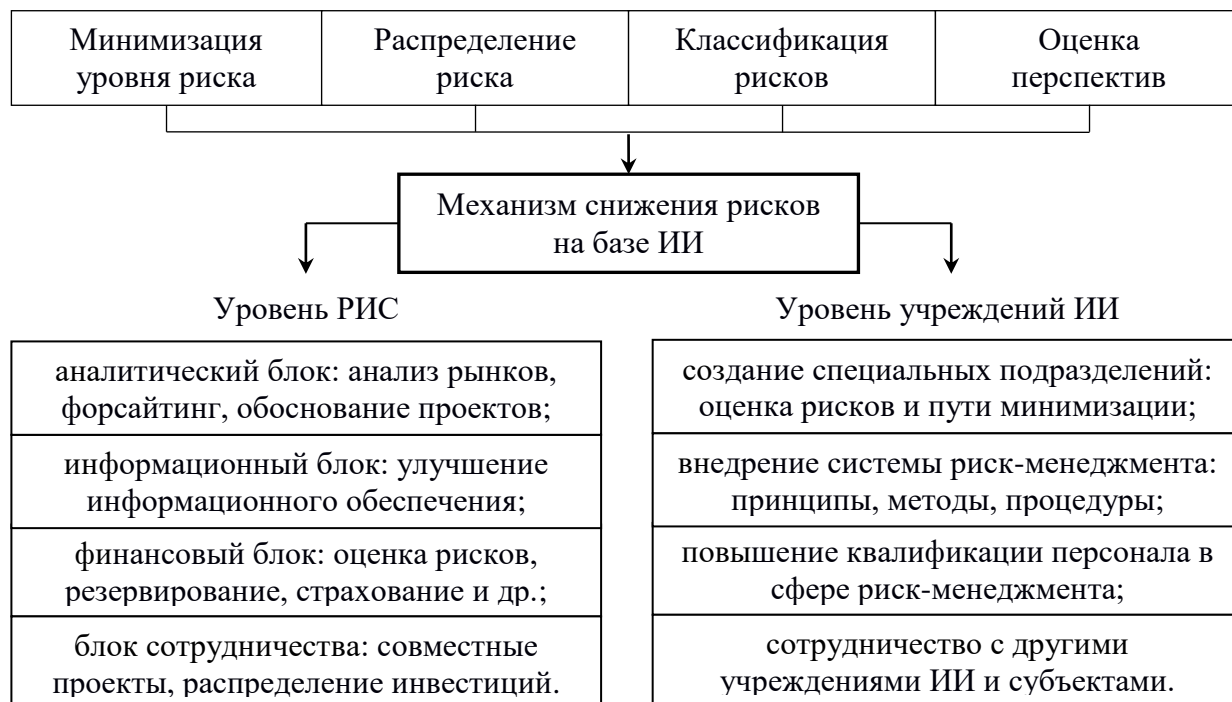 Минимизация
уровня риска
Распределение
риска
Классификация
рисков
Оценка
перспектив
Механизм снижения рисков
на базе ИИ
Уровень РИС
аналитический блок: анализ рынков,
форсайтинг, обоснование проектов;
информационный блок: улучшение
информационного обеспечения;
финансовый блок: оценка рисков,
резервирование, страхование и др.;
блок сотрудничества: совместные
проекты, распределение инвестиций.
Уровень учреждений ИИ
создание специальных подразделений:
оценка рисков и пути минимизации;
внедрение системы риск-менеджмента:
принципы, методы, процедуры;
повышение квалификации персонала в
сфере риск-менеджмента;
сотрудничество с другими
учреждениями ИИ и субъектами.